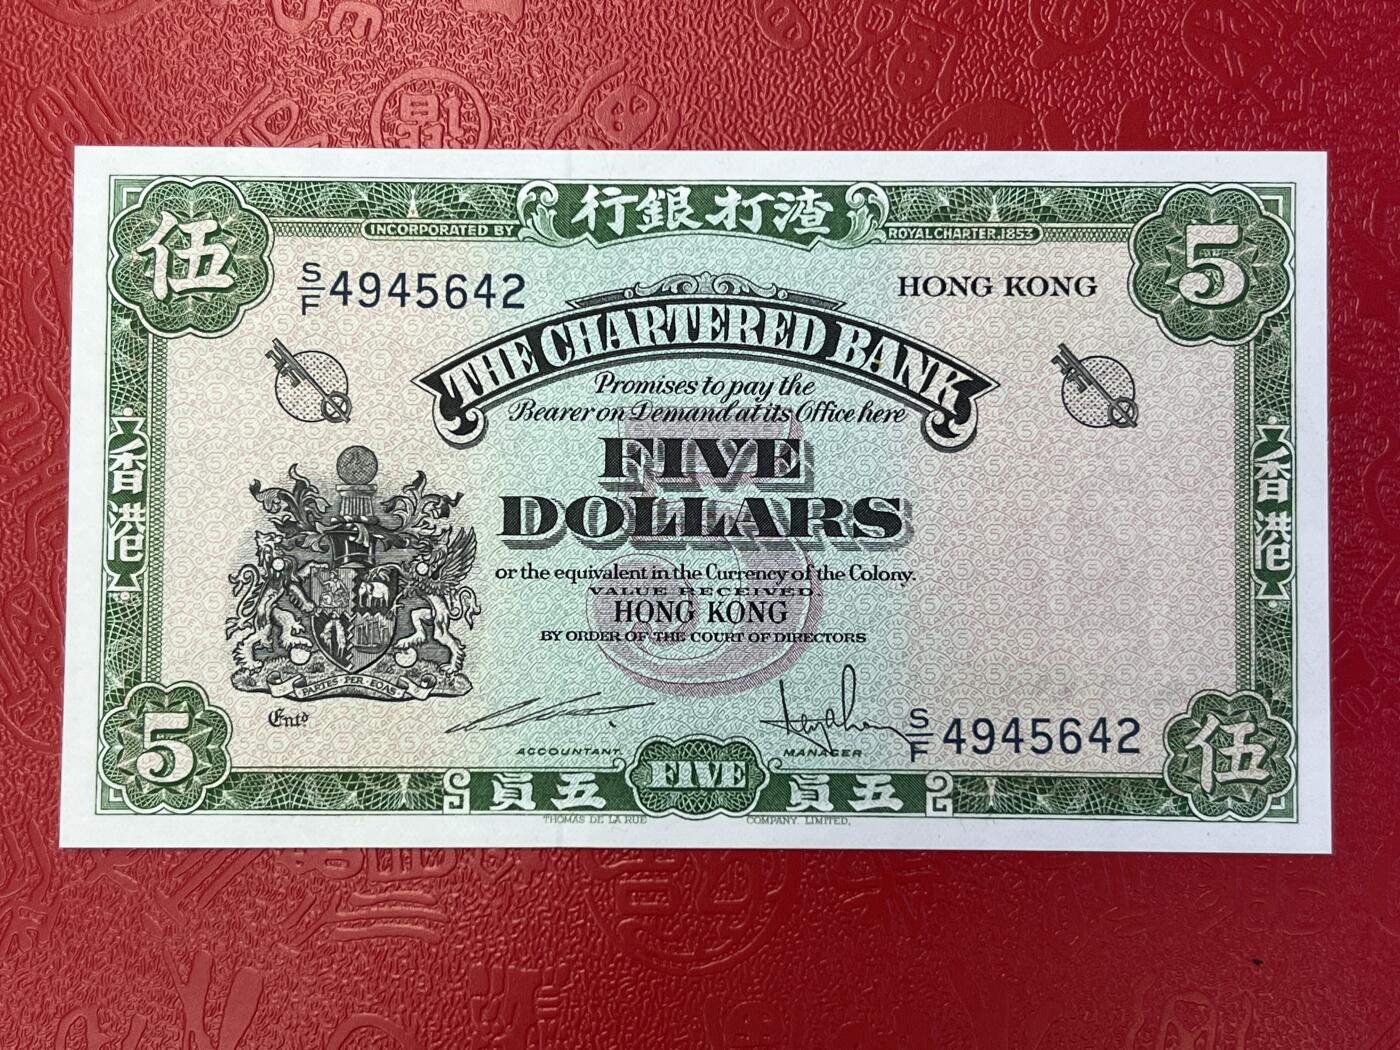 行銀打渣
INCORPORATED BY ROYAL CHARTER.1853
伍
5
S/F 4945642
HONG KONG
THE CHARTERED BANK
Promises to pay the
Bearer on Demand at its Office here
FIVE
DOLLARS
香港
香港
or the equivalent in the Currency of the Colony.
VALUE RECEIVED.
HONG KONG
BY ORDER OF THE COURT OF DIRECTORS
PARTES·PER·EOAS
Entd
ACCOUNTANT.
MANAGER
S/F 4945642
5
伍
員五
FIVE
員五
THOMAS DE LA RUE COMPANY, LIMITED.